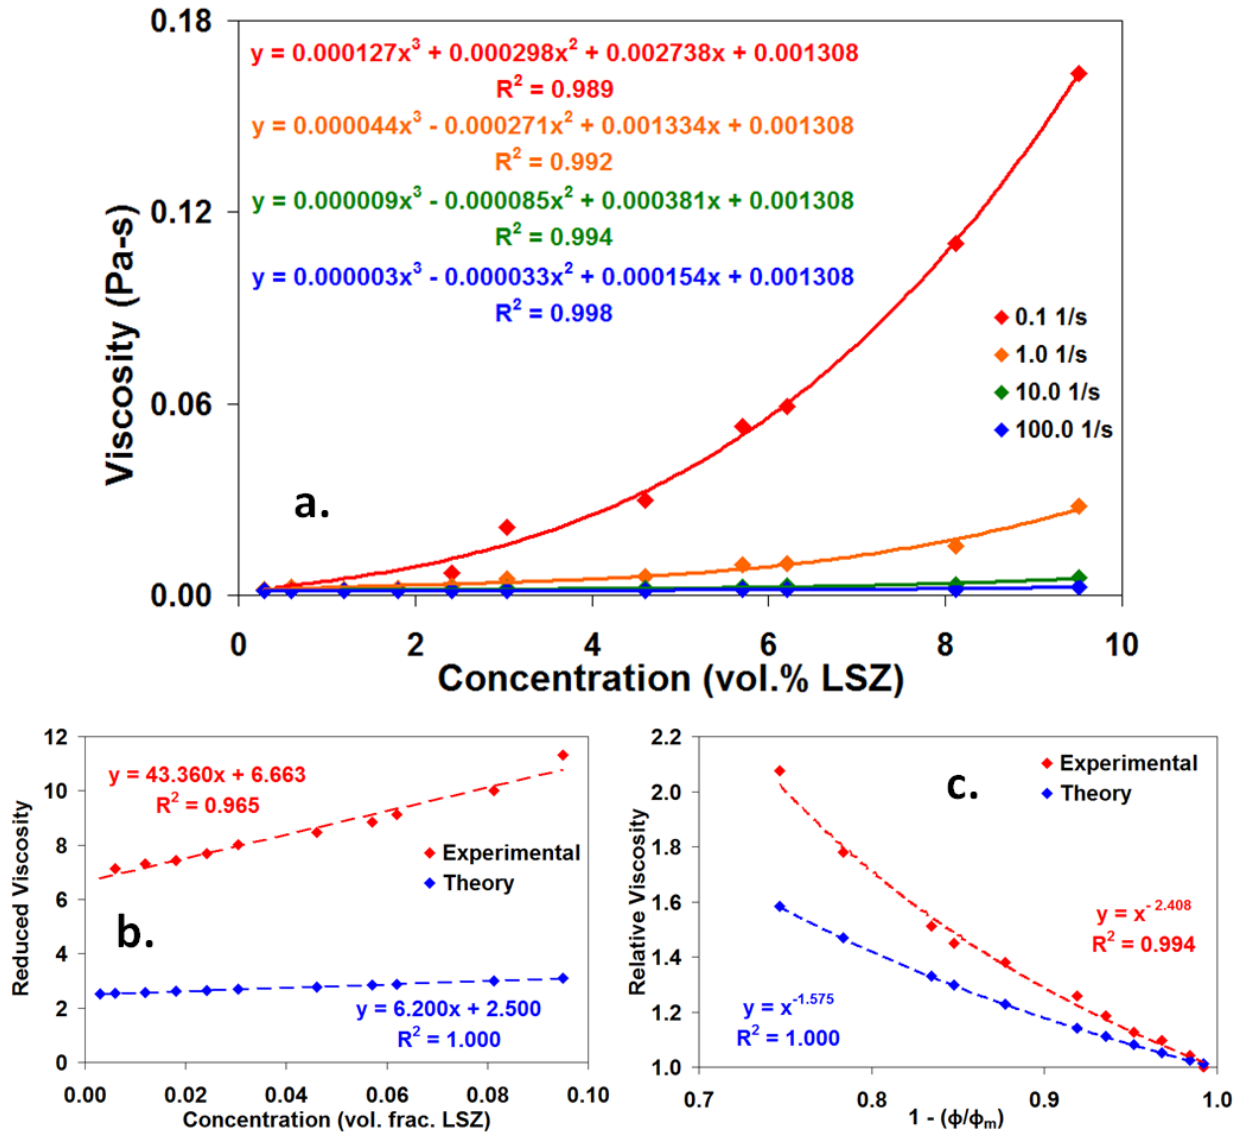 0.18
y = 0.000127x³ + 0.000298x² + 0.002738x + 0.001308
R² = 0.989
y = 0.000044x³ - 0.000271x² + 0.001334x + 0.001308
R² = 0.992
y = 0.000009x³ - 0.000085x² + 0.000381x + 0.001308
R² = 0.994
y = 0.000003x³ - 0.000033x² + 0.000154x + 0.001308
R² = 0.998
0.12
0.06
0.00
Viscosity (Pa-s)
0.1 1/s
1.0 1/s
10.0 1/s
100.0 1/s
a.
0 2 4 6 8 10
Concentration (vol.% LSZ)
12
10
8
6
4
2
0
Reduced Viscosity
y = 43.360x + 6.663
R² = 0.965
Experimental
Theory
b.
y = 6.200x + 2.500
R² = 1.000
0.00 0.02 0.04 0.06 0.08 0.10
Concentration (vol. frac. LSZ)
2.2
2.0
1.8
1.6
1.4
1.2
1.0
Relative Viscosity
Experimental
Theory
c.
y = x⁻ ²·⁴⁰⁸
R² = 0.994
y = x⁻¹·⁵⁷⁵
R² = 1.000
0.7 0.8 0.9 1.0
1 - (ϕ/ϕₘ)